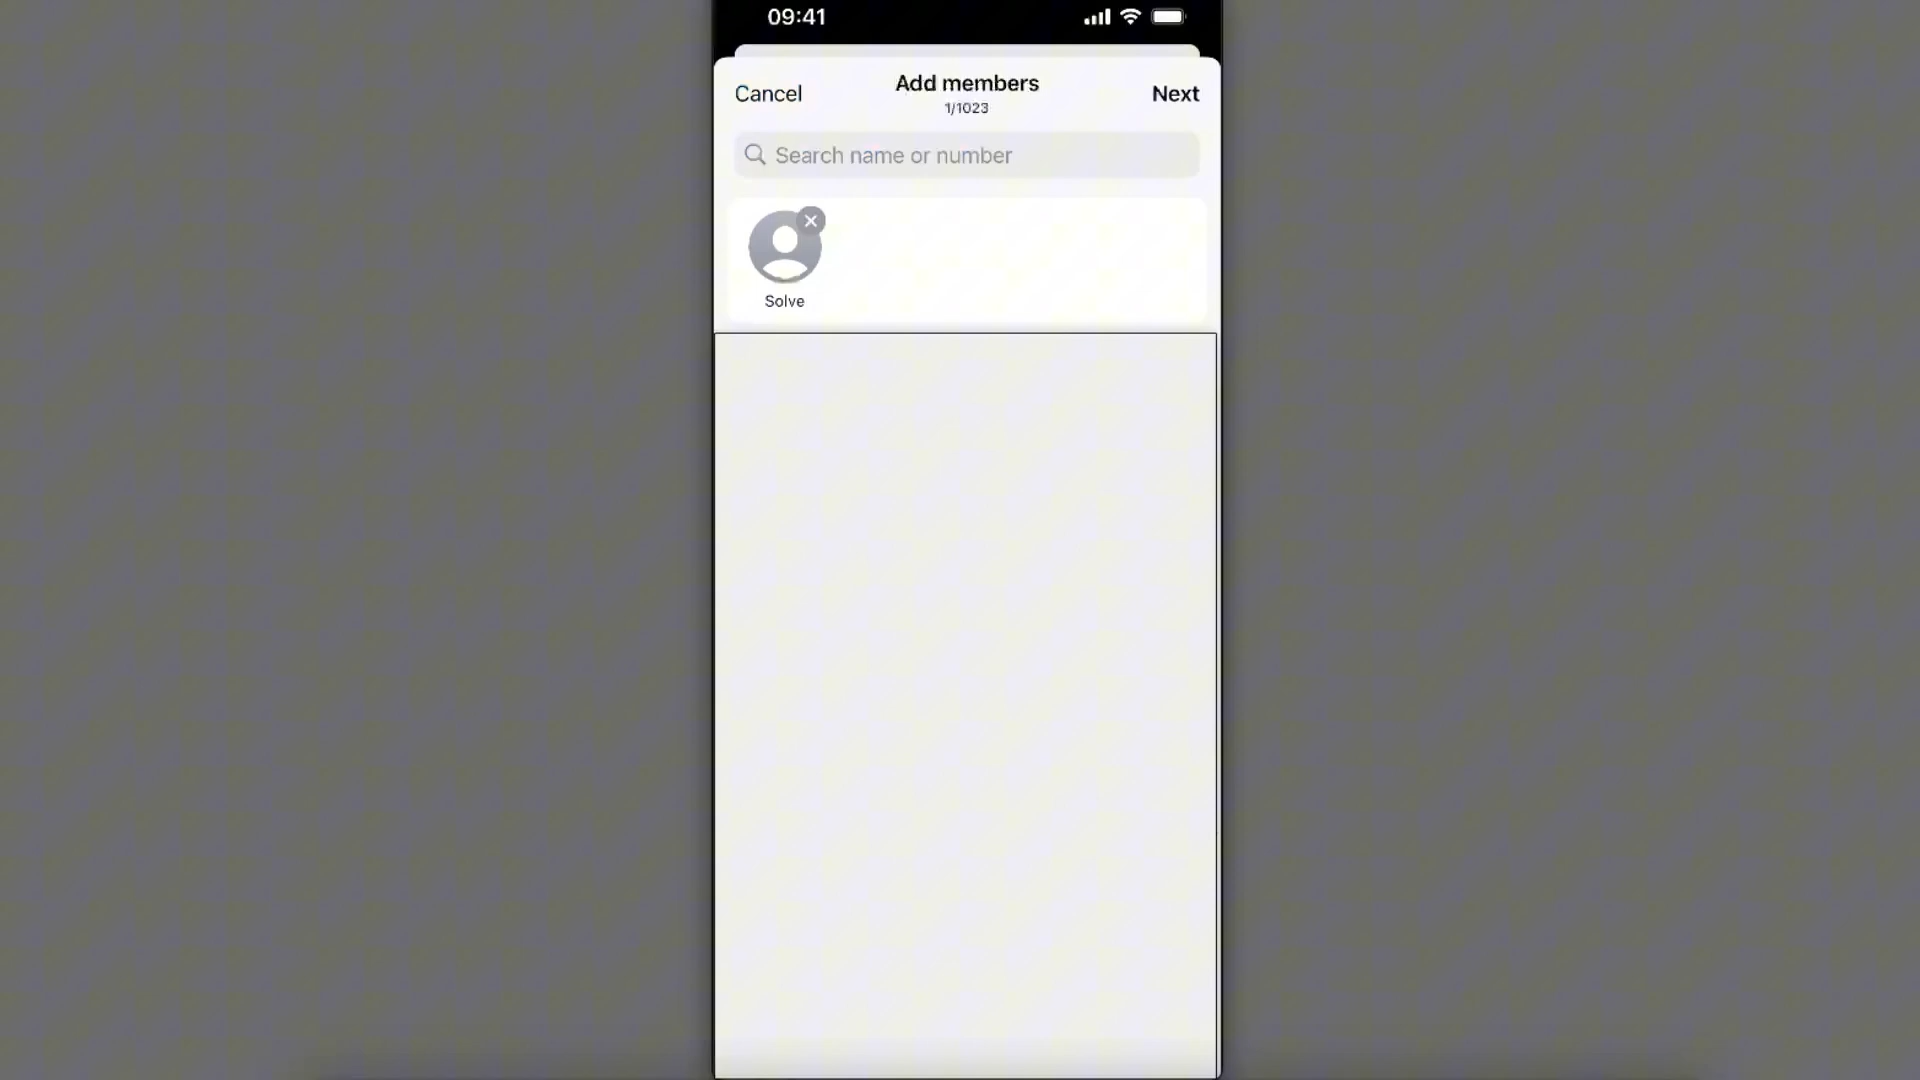 09:41
Cancel
Add members
Next
1/1023
Search name or number
Solve